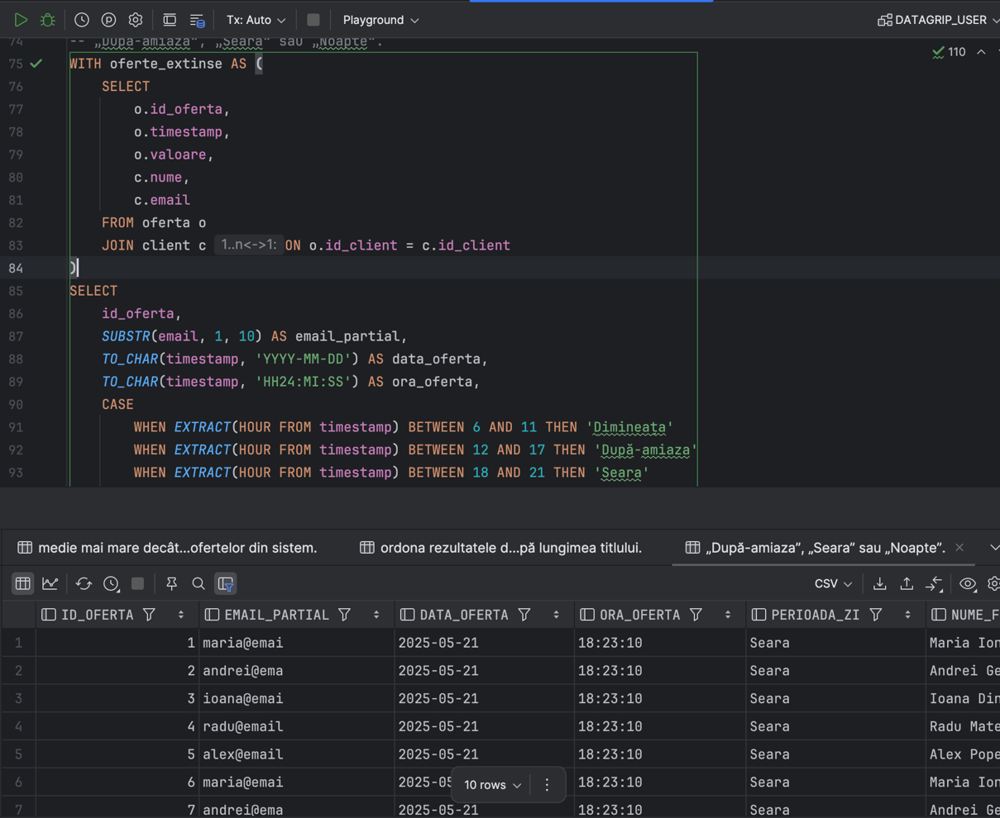 Tx: Auto
Playground
DATAGRIP_USER
74 -- „După-amiaza”, „Seara” sau „Noapte”.
110
75 WITH oferte_extinse AS (
76 SELECT
77 o.id_oferta,
78 o.timestamp,
79 o.valoare,
80 c.nume,
81 c.email
82 FROM oferta o
83 JOIN client c 1..n<->1: ON o.id_client = c.id_client
84 )
85 SELECT
86 id_oferta,
87 SUBSTR(email, 1, 10) AS email_partial,
88 TO_CHAR(timestamp, 'YYYY-MM-DD') AS data_oferta,
89 TO_CHAR(timestamp, 'HH24:MI:SS') AS ora_oferta,
90 CASE
91 WHEN EXTRACT(HOUR FROM timestamp) BETWEEN 6 AND 11 THEN 'Dimineața'
92 WHEN EXTRACT(HOUR FROM timestamp) BETWEEN 12 AND 17 THEN 'După-amiaza'
93 WHEN EXTRACT(HOUR FROM timestamp) BETWEEN 18 AND 21 THEN 'Seara'
medie mai mare decât...ofertelor din sistem. ordona rezultatele d...pă lungimea titlului. „După-amiaza”, „Seara” sau „Noapte”.
CSV
ID_OFERTA EMAIL_PARTIAL DATA_OFERTA ORA_OFERTA PERIOADA_ZI NUME_F
1 1 maria@emai 2025-05-21 18:23:10 Seara Maria Ion
2 2 andrei@ema 2025-05-21 18:23:10 Seara Andrei Ge
3 3 ioana@emai 2025-05-21 18:23:10 Seara Ioana Din
4 4 radu@email 2025-05-21 18:23:10 Seara Radu Mate
5 5 alex@email 2025-05-21 18:23:10 Seara Alex Pope
6 6 maria@emai 2025-05 18:23:10 Seara Maria Ion
10 rows
7 7 andrei@ema 2025-05 18:23:10 Seara Andrei Ge